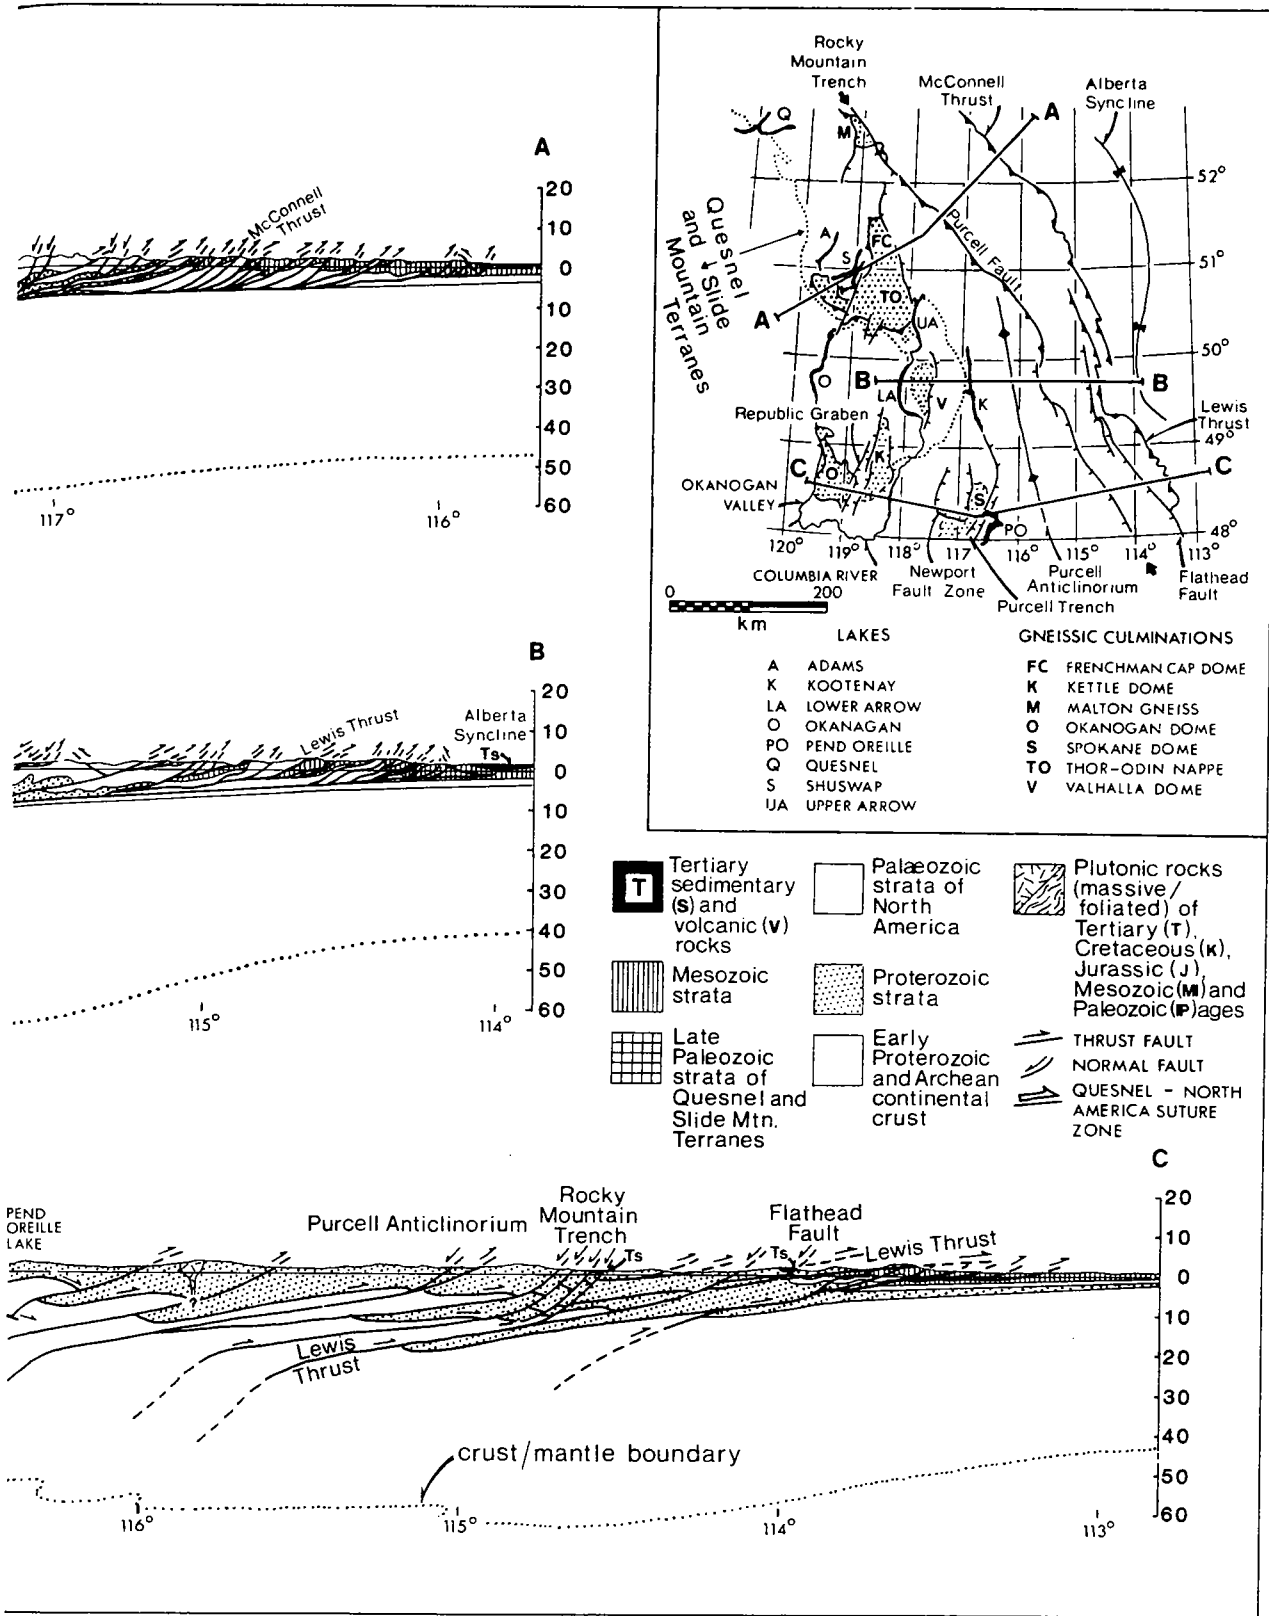 A
McConnell
Thrust
20
10
0
10
20
30
40
50
60
117°
116°
B
Lewis Thrust
Alberta
Syncline
Ts
20
10
0
10
20
30
40
50
60
115°
114°
Rocky
Mountain
Trench
McConnell
Thrust
Alberta
Syncline
A
Q
M
52°
Quesnel
and Slide
Mountain
Terranes
A
FC
S
Purcell Fault
51°
TO
A
UA
50°
O
B
LA
V
K
B
Republic Graben
Lewis
Thrust
49°
K
C
O
C
OKANOGAN
VALLEY
S
PO
48°
120°
119°
118°
117°
116°
115°
114°
113°
COLUMBIA RIVER
Newport
Fault Zone
Purcell
Anticlinorium
Purcell Trench
Flathead
Fault
0
200
km
LAKES
A ADAMS
K KOOTENAY
LA LOWER ARROW
O OKANAGAN
PO PEND OREILLE
Q QUESNEL
S SHUSWAP
UA UPPER ARROW
GNEISSIC CULMINATIONS
FC FRENCHMAN CAP DOME
K KETTLE DOME
M MALTON GNEISS
O OKANOGAN DOME
S SPOKANE DOME
TO THOR-ODIN NAPPE
V VALHALLA DOME
T
Tertiary
sedimentary
(S) and
volcanic (V)
rocks
Mesozoic
strata
Late
Paleozoic
strata of
Quesnel and
Slide Mtn.
Terranes
Palæozoic
strata of
North
America
Proterozoic
strata
Early
Proterozoic
and Archean
continental
crust
Plutonic rocks
(massive/
foliated) of
Tertiary (T),
Cretaceous (K),
Jurassic (J),
Mesozoic (M) and
Paleozoic (P) ages
THRUST FAULT
NORMAL FAULT
QUESNEL - NORTH
AMERICA SUTURE
ZONE
C
PEND
OREILLE
LAKE
Purcell Anticlinorium
Rocky
Mountain
Trench
Ts
Flathead
Fault
Ts
Lewis Thrust
?
Lewis
Thrust
20
10
0
10
20
30
40
50
60
crust/mantle boundary
116°
115°
114°
113°